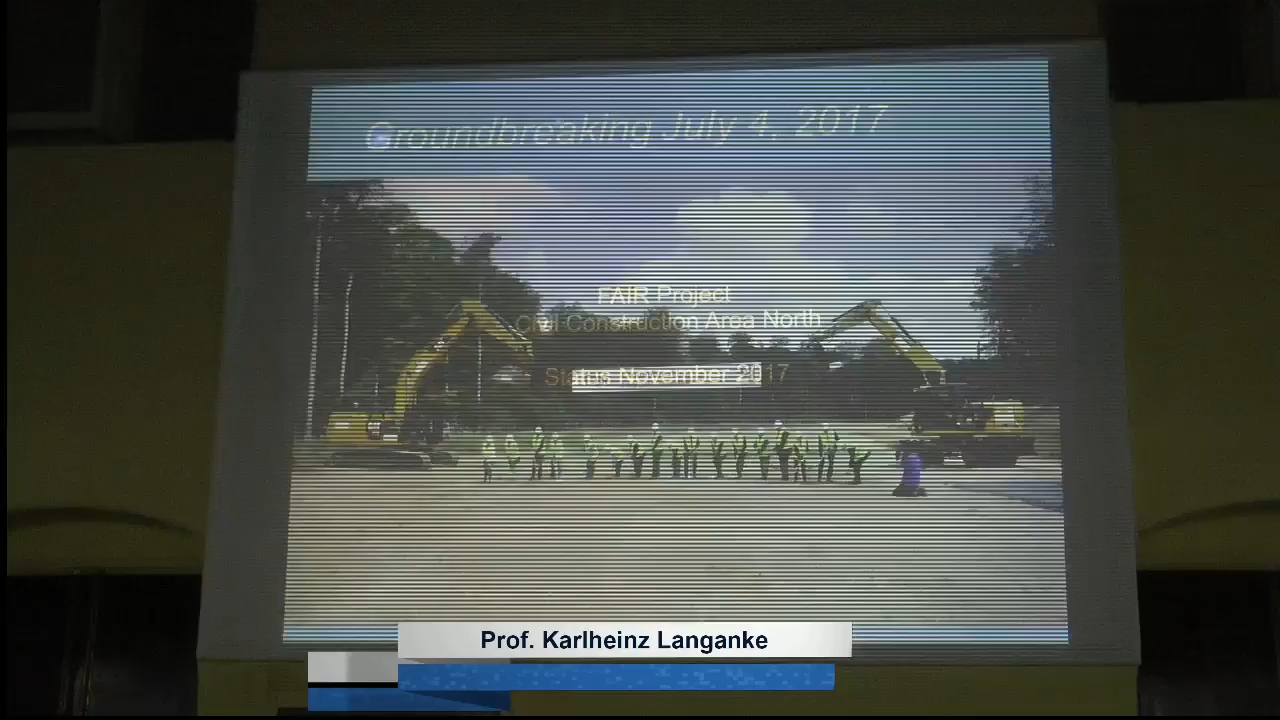 Groundbreaking July 4, 2017
FAIR Project
Civil Construction Area North
Status November 2017
Prof. Karlheinz Langanke